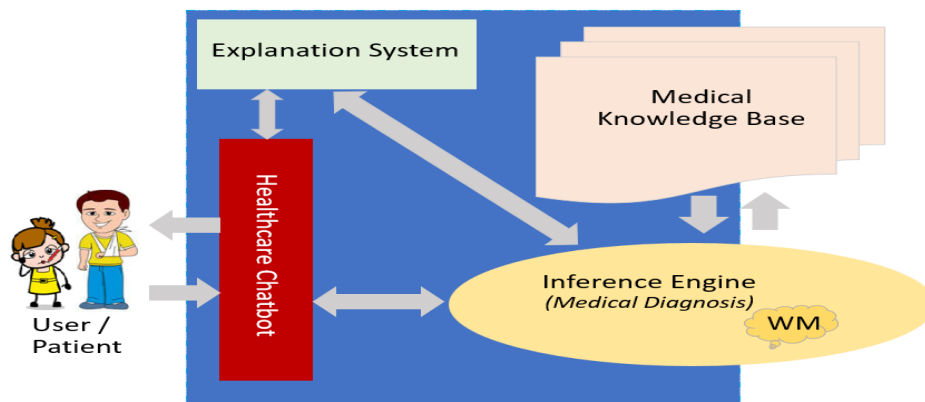 Explanation System
Medical
Knowledge Base
Healthcare Chatbot
User /
Patient
Inference Engine
(Medical Diagnosis)
WM